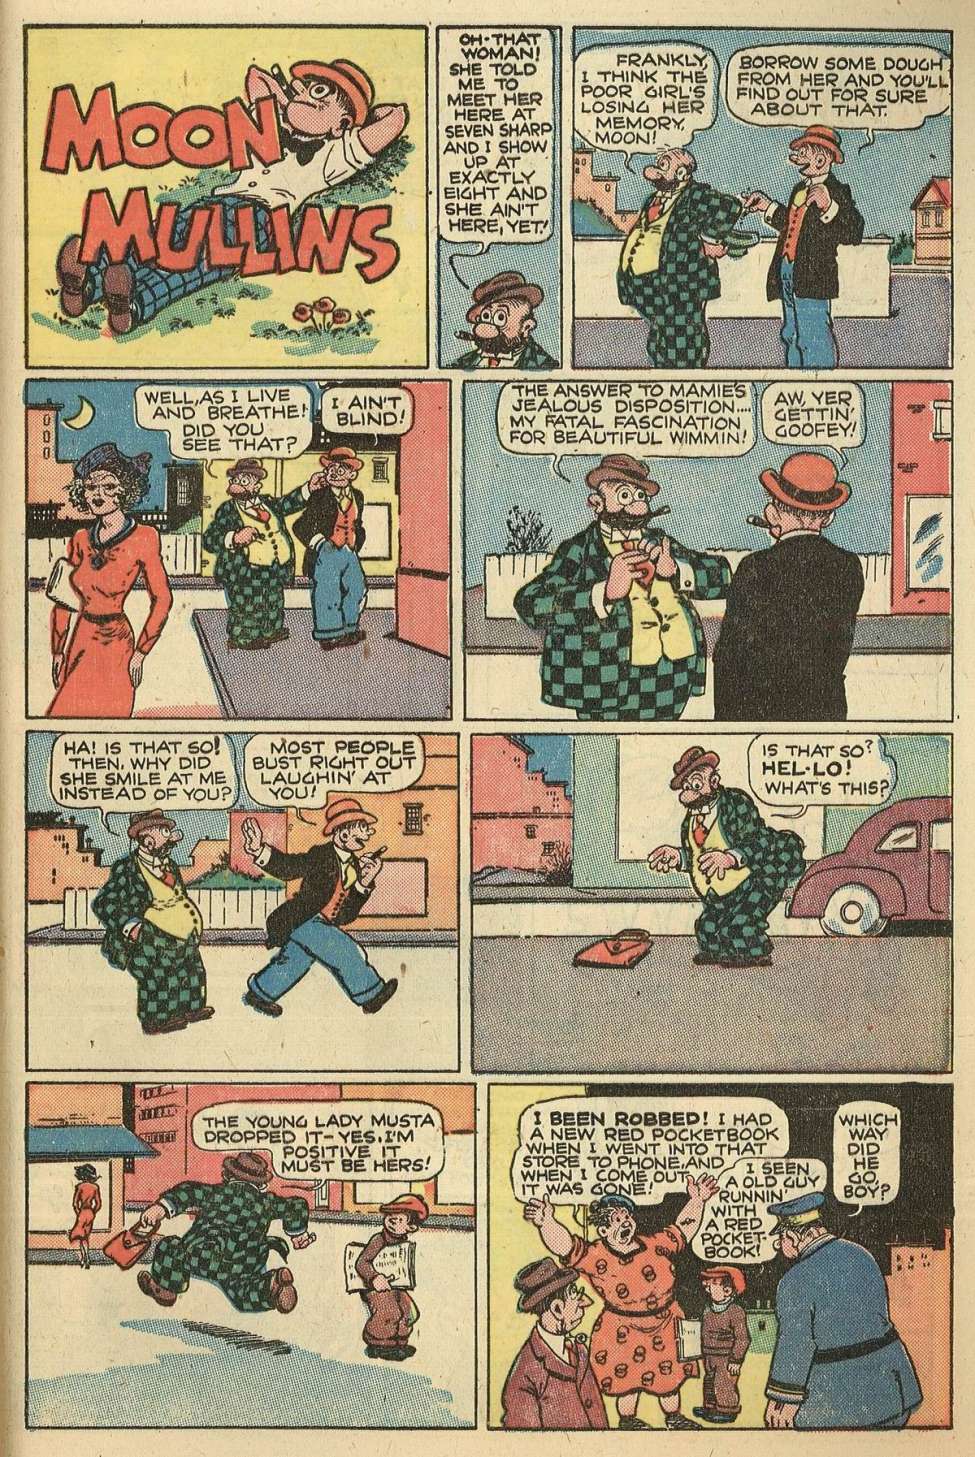 MOON
MULLINS
OH-THAT
WOMAN!
SHE TOLD
ME TO
MEET HER
HERE AT
SEVEN SHARP
AND I SHOW
UP AT
EXACTLY
EIGHT AND
SHE AIN'T
HERE, YET!
FRANKLY,
I THINK THE
POOR GIRL'S
LOSING HER
MEMORY,
MOON!
BORROW SOME DOUGH
FROM HER AND YOU'LL
FIND OUT FOR SURE
ABOUT THAT.
WELL, AS I LIVE
AND BREATHE!
DID YOU
SEE THAT?
I AIN'T
BLIND!
THE ANSWER TO MAMIE'S
JEALOUS DISPOSITION....
MY FATAL FASCINATION
FOR BEAUTIFUL WIMMIN!
AW, YER
GETTIN'
GOOFEY!
HA! IS THAT SO!
THEN, WHY DID
SHE SMILE AT ME
INSTEAD OF YOU?
MOST PEOPLE
BUST RIGHT OUT
LAUGHIN' AT
YOU!
IS THAT SO?
HEL-LO!
WHAT'S THIS?
THE YOUNG LADY MUSTA
DROPPED IT-YES, I'M
POSITIVE IT
MUST BE HERS!
I BEEN ROBBED! I HAD
A NEW RED POCKETBOOK
WHEN I WENT INTO THAT
STORE TO PHONE, AND
WHEN I COME OUT
IT WAS GONE!
I SEEN
A OLD GUY
RUNNIN'
WITH
A RED
POCKET-
BOOK!
WHICH
WAY
DID
HE
GO,
BOY?